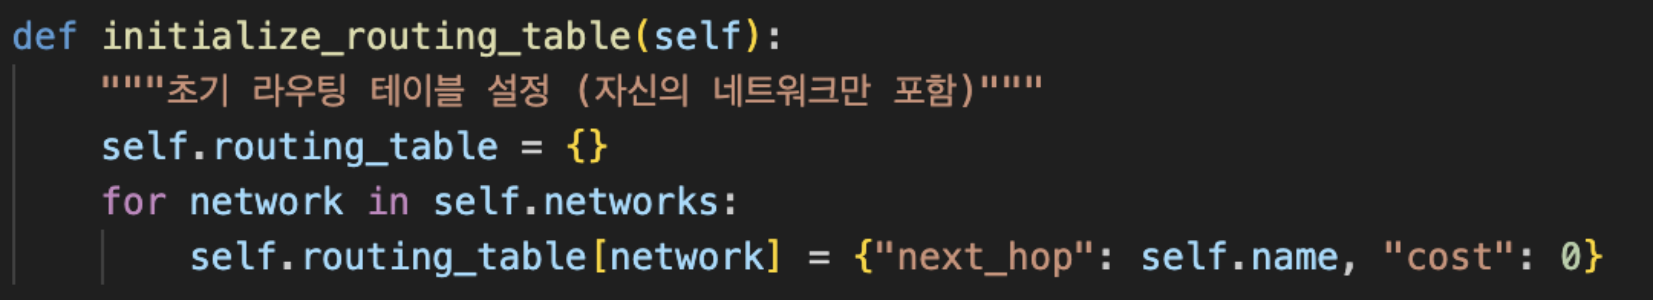 def initialize_routing_table(self):
    """초기 라우팅 테이블 설정 (자신의 네트워크만 포함)"""
    self.routing_table = {}
    for network in self.networks:
        self.routing_table[network] = {"next_hop": self.name, "cost": 0}